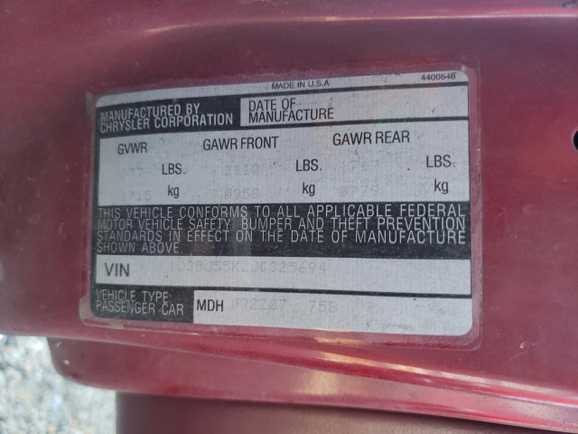 MADE IN U.S.A. 4400546
MANUFACTURED BY
CHRYSLER CORPORATION
DATE OF
MANUFACTURE
GVWR GAWR FRONT GAWR REAR
LBS. LBS. LBS.
kg kg kg
THIS VEHICLE CONFORMS TO ALL APPLICABLE FEDERAL
MOTOR VEHICLE SAFETY, BUMPER AND THEFT PREVENTION
STANDARDS IN EFFECT ON THE DATE OF MANUFACTURE
SHOWN ABOVE
VIN
VEHICLE TYPE
PASSENGER CAR
MDH